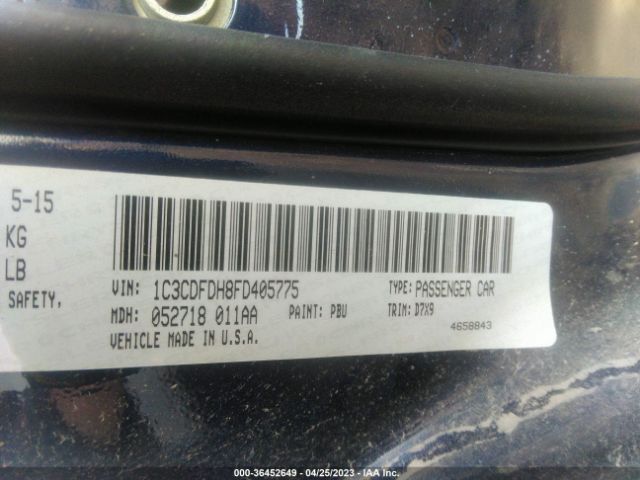 5-15
KG
LB
SAFETY,
VIN: 1C3CDFDH8FD405775 TYPE: PASSENGER CAR
MDH: 052718 011AA PAINT: PBU TRIM: D7X9
VEHICLE MADE IN U.S.A. 4658843
000-36452649 - 04/25/2023 - IAA Inc.